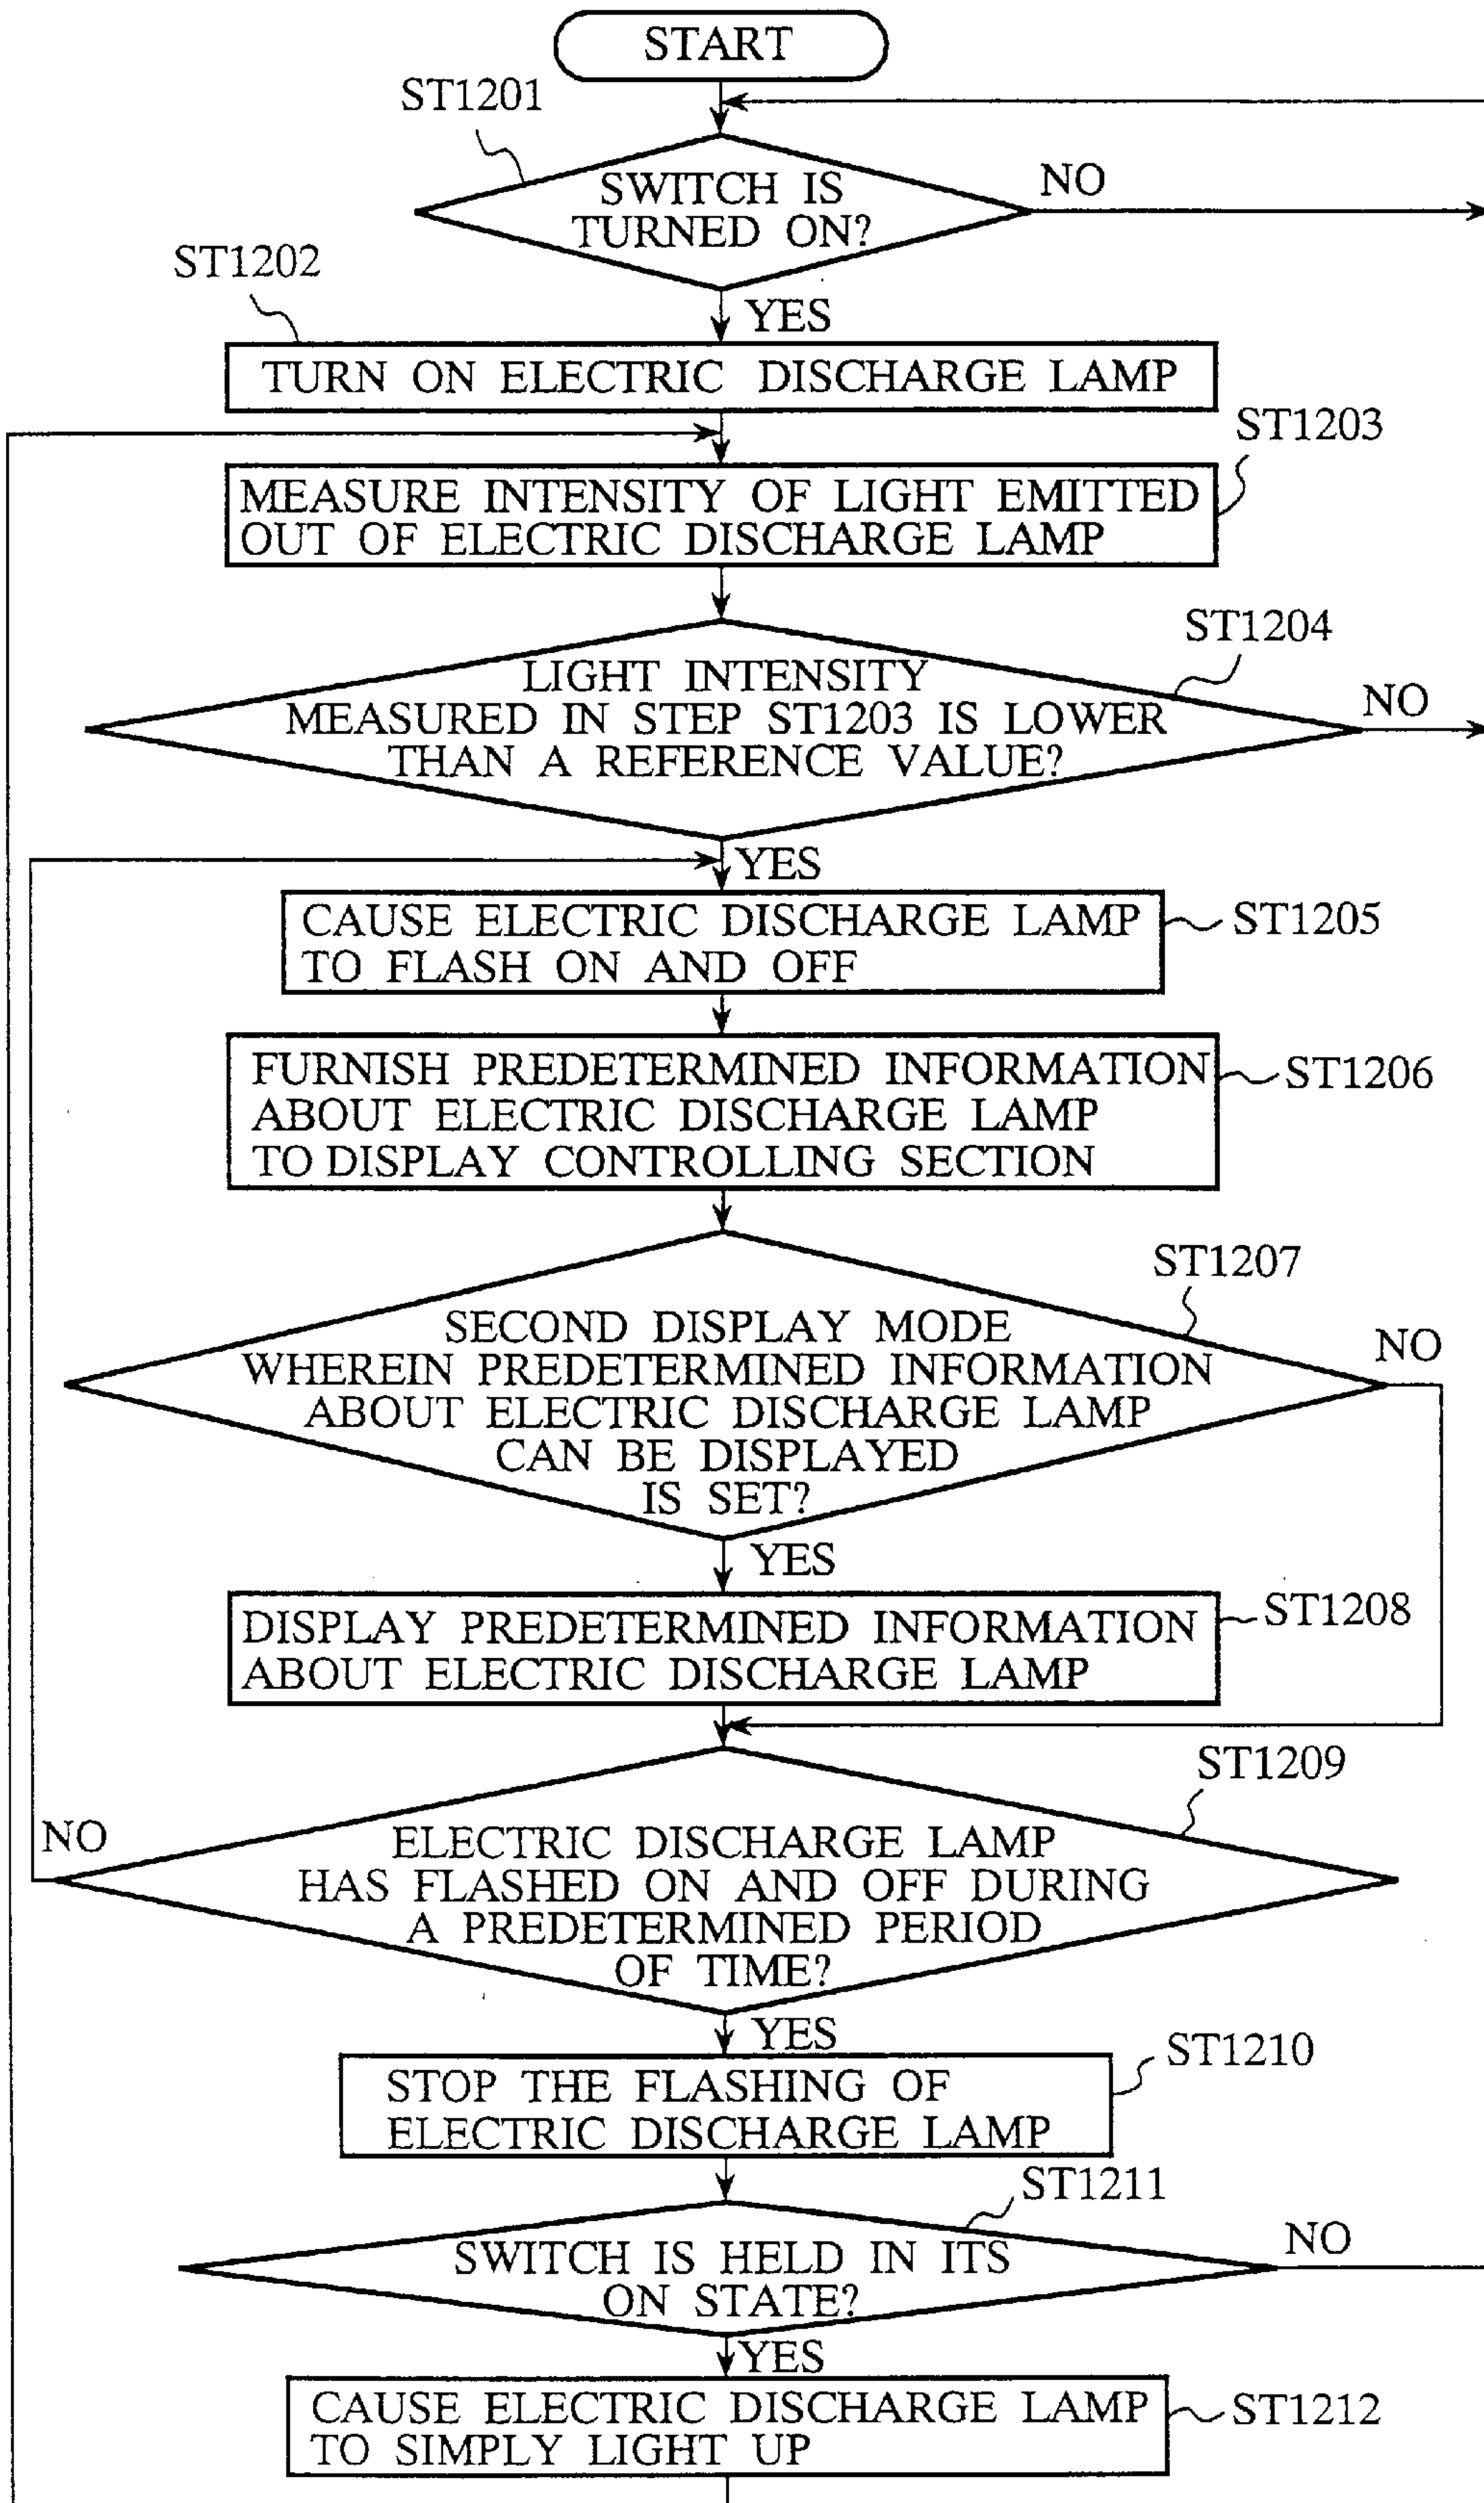 START
ST1201
SWITCH IS
TURNED ON?
NO
ST1202
YES
TURN ON ELECTRIC DISCHARGE LAMP
ST1203
MEASURE INTENSITY OF LIGHT EMITTED
OUT OF ELECTRIC DISCHARGE LAMP
ST1204
LIGHT INTENSITY
MEASURED IN STEP ST1203 IS LOWER
THAN A REFERENCE VALUE?
NO
YES
CAUSE ELECTRIC DISCHARGE LAMP
TO FLASH ON AND OFF
ST1205
FURNISH PREDETERMINED INFORMATION
ABOUT ELECTRIC DISCHARGE LAMP
TO DISPLAY CONTROLLING SECTION
ST1206
ST1207
SECOND DISPLAY MODE
WHEREIN PREDETERMINED INFORMATION
ABOUT ELECTRIC DISCHARGE LAMP
CAN BE DISPLAYED
IS SET?
NO
YES
DISPLAY PREDETERMINED INFORMATION
ABOUT ELECTRIC DISCHARGE LAMP
ST1208
ST1209
NO
ELECTRIC DISCHARGE LAMP
HAS FLASHED ON AND OFF DURING
A PREDETERMINED PERIOD
OF TIME?
YES
ST1210
STOP THE FLASHING OF
ELECTRIC DISCHARGE LAMP
ST1211
SWITCH IS HELD IN ITS
ON STATE?
NO
YES
CAUSE ELECTRIC DISCHARGE LAMP
TO SIMPLY LIGHT UP
ST1212